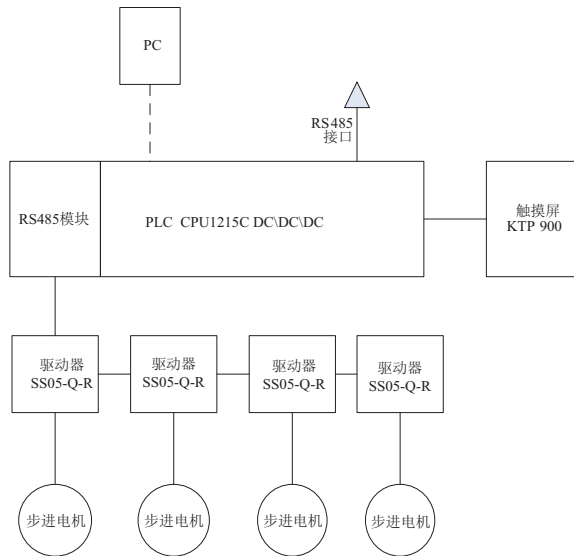 PC
RS485
接口
RS485模块
PLC CPU1215C DC\DC\DC
触摸屏
KTP 900
驱动器
SS05-Q-R
驱动器
SS05-Q-R
驱动器
SS05-Q-R
驱动器
SS05-Q-R
步进电机
步进电机
步进电机
步进电机